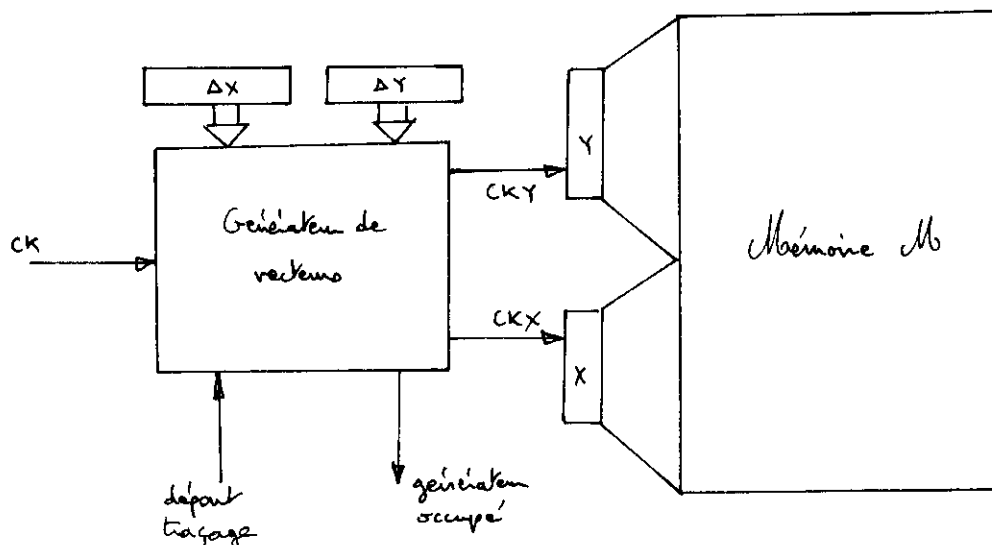 ΔX
ΔY
CK
Générateur de
vecteurs
CKY
CKX
Y
X
Mémoire M
départ
traçage
générateur
occupé